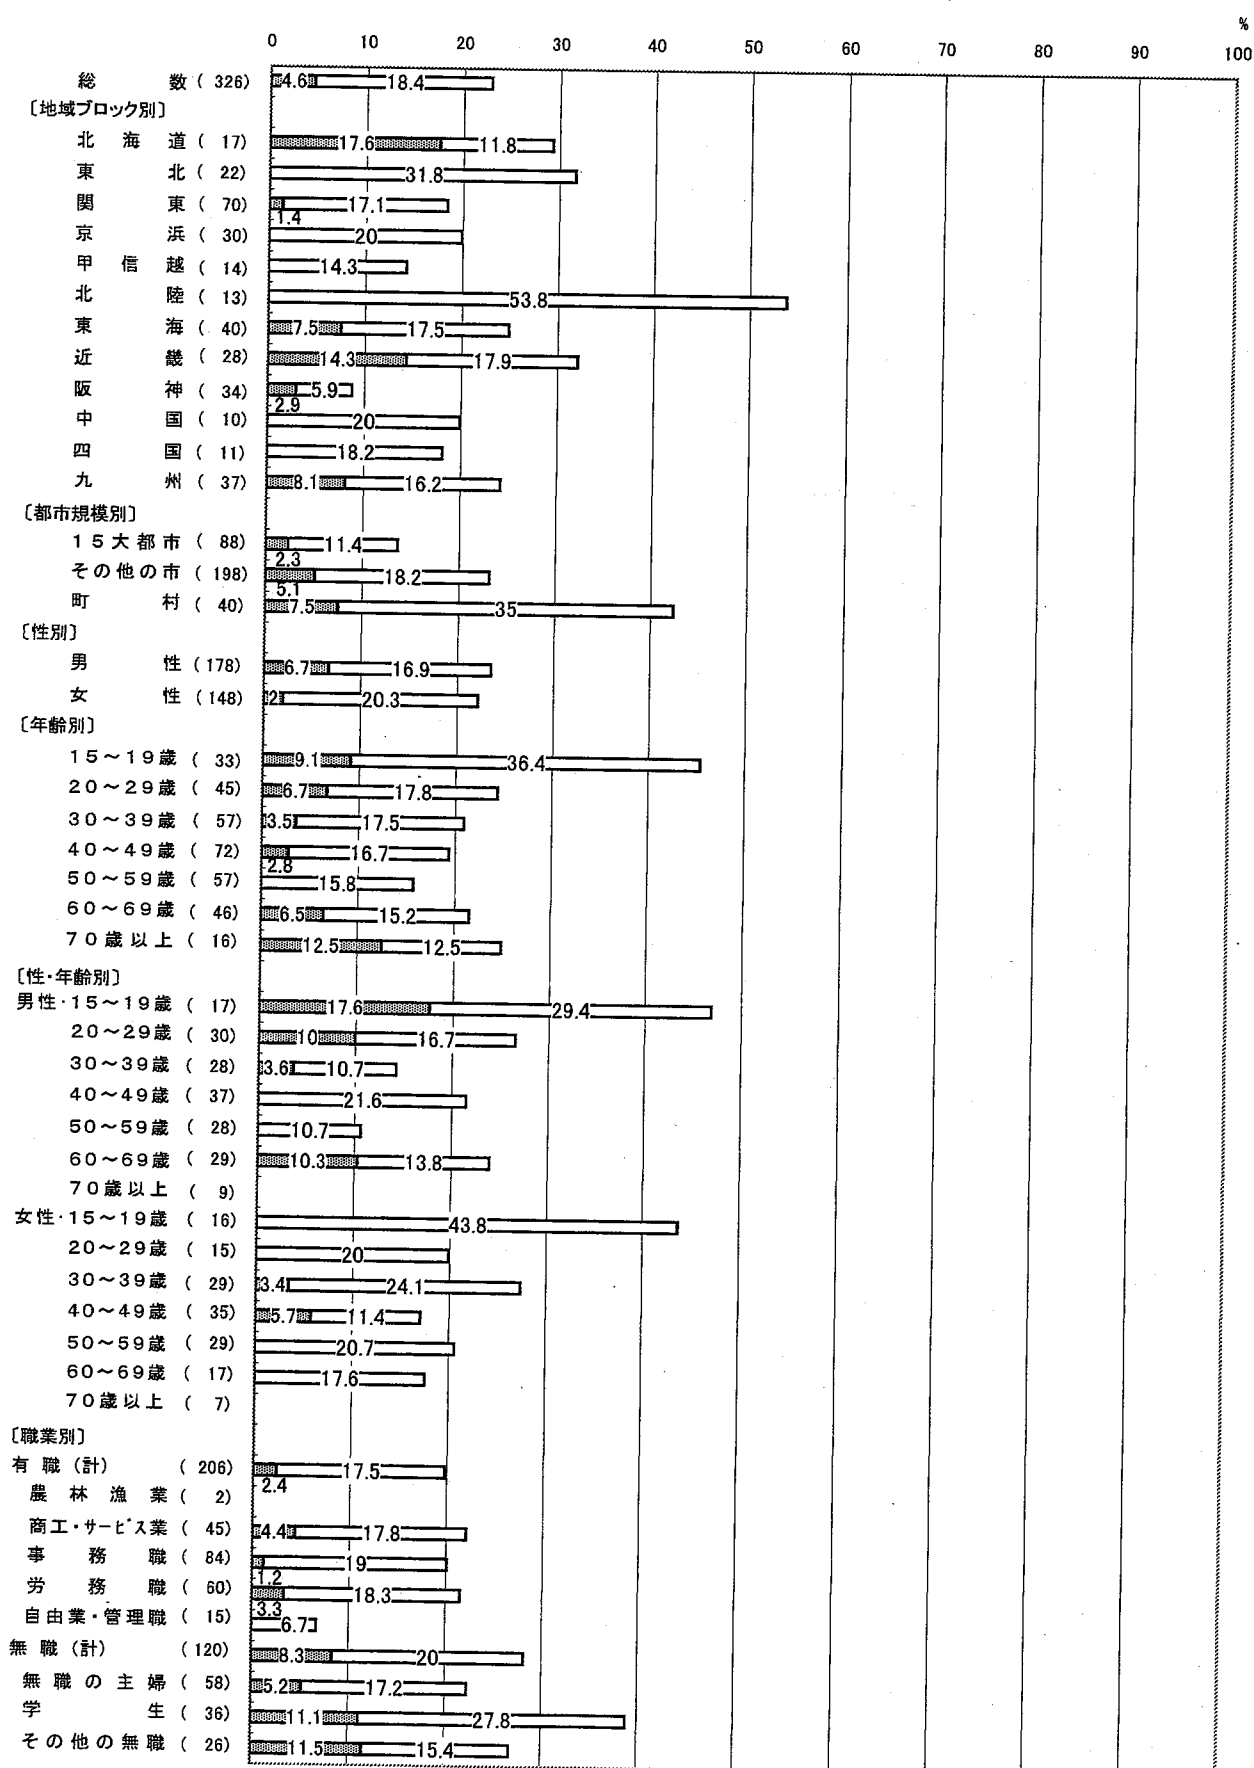 %
0 10 20 30 40 50 60 70 80 90 100
総数 ( 326) 4.6 18.4
〔地域ブロック別〕
北海道 ( 17) 17.6 11.8
東北 ( 22) 31.8
関東 ( 70) 17.1
1.4
京浜 ( 30) 20
甲信越 ( 14) 14.3
北陸 ( 13) 53.8
東海 ( 40) 7.5 17.5
近畿 ( 28) 14.3 17.9
阪神 ( 34) 5.9
2.9
中国 ( 10) 20
四国 ( 11) 18.2
九州 ( 37) 8.1 16.2
〔都市規模別〕
15大都市 ( 88) 11.4
2.3
その他の市 ( 198) 18.2
5.1
町村 ( 40) 7.5 35
〔性別〕
男性 ( 178) 6.7 16.9
女性 ( 148) 2 20.3
〔年齢別〕
15～19歳 ( 33) 9.1 36.4
20～29歳 ( 45) 6.7 17.8
30～39歳 ( 57) 3.5 17.5
40～49歳 ( 72) 16.7
2.8
50～59歳 ( 57) 15.8
60～69歳 ( 46) 6.5 15.2
70歳以上 ( 16) 12.5 12.5
〔性・年齢別〕
男性・15～19歳 ( 17) 17.6 29.4
20～29歳 ( 30) 10 16.7
30～39歳 ( 28) 3.6 10.7
40～49歳 ( 37) 21.6
50～59歳 ( 28) 10.7
60～69歳 ( 29) 10.3 13.8
70歳以上 ( 9)
女性・15～19歳 ( 16) 43.8
20～29歳 ( 15) 20
30～39歳 ( 29) 3.4 24.1
40～49歳 ( 35) 5.7 11.4
50～59歳 ( 29) 20.7
60～69歳 ( 17) 17.6
70歳以上 ( 7)
〔職業別〕
有職(計) ( 206) 17.5
2.4
農林漁業 ( 2)
商工・サービス業 ( 45) 4.4 17.8
事務職 ( 84) 19
1.2
労務職 ( 60) 18.3
3.3
自由業・管理職 ( 15) 6.7
無職(計) ( 120) 8.3 20
無職の主婦 ( 58) 5.2 17.2
学生 ( 36) 11.1 27.8
その他の無職 ( 26) 11.5 15.4